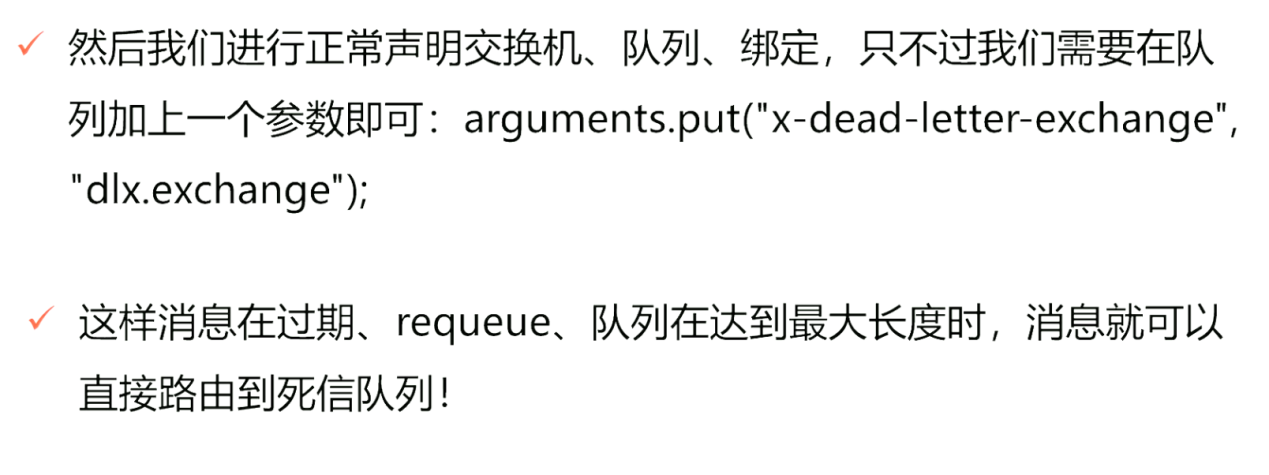 然后我们进行正常声明交换机、队列、绑定，只不过我们需要在队
列加上一个参数即可：arguments.put("x-dead-letter-exchange",
"dlx.exchange");
这样消息在过期、requeue、队列在达到最大长度时，消息就可以
直接路由到死信队列！